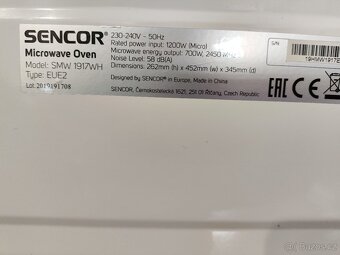 SENCOR
Microwave Oven
Model: SMW 1917WH
Type: EUE2
Lot: 2019191708
230-240V ~ 50Hz
Rated power input: 1200W (Micro)
Microwave energy output: 700W, 2450 MHz
Noise Level: 58 dB(A)
Dimensions: 262mm (h) x 452mm (w) x 345mm (d)
Designed by SENCOR in Europe, Made in China
SENCOR, Černokostelecká 1621, 251 01 Říčany, Czech Republic
S/N:
EAC CE